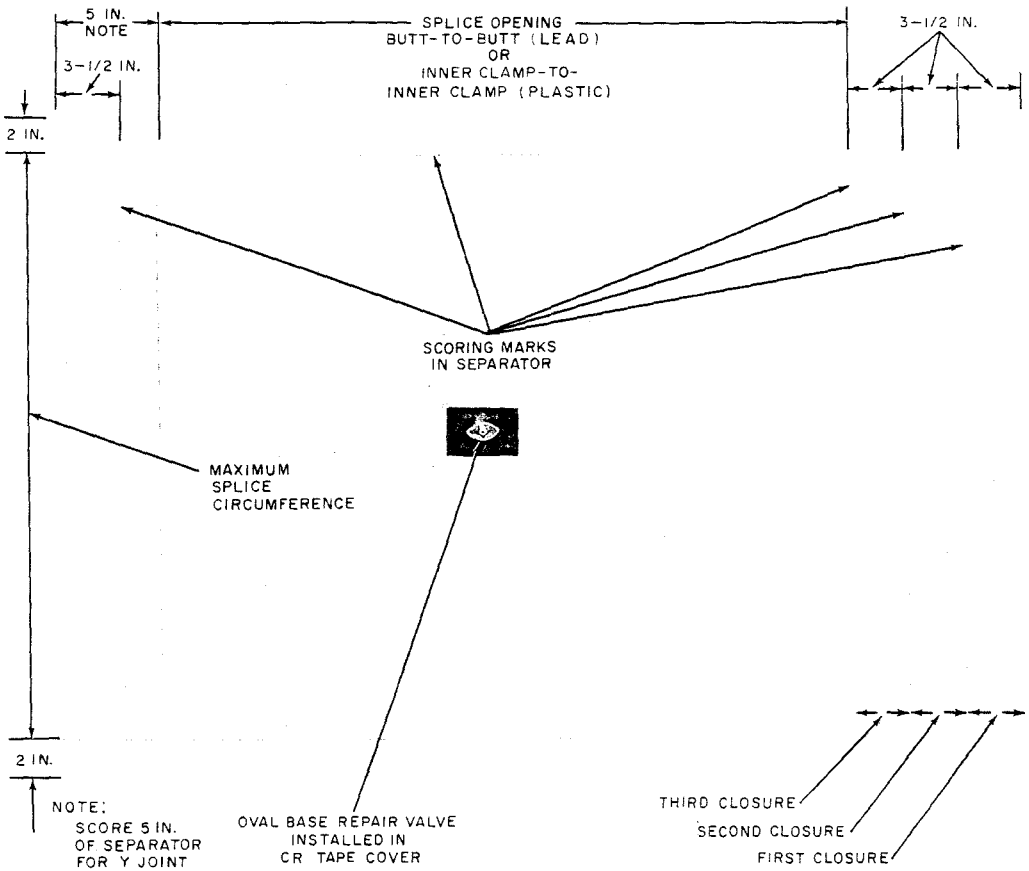 5 IN.
NOTE
SPLICE OPENING
BUTT-TO-BUTT (LEAD)
OR
INNER CLAMP-TO-
INNER CLAMP (PLASTIC)
3-1/2 IN.
3-1/2 IN.
2 IN.
SCORING MARKS
IN SEPARATOR
MAXIMUM
SPLICE
CIRCUMFERENCE
2 IN.
NOTE:
SCORE 5 IN.
OF SEPARATOR
FOR Y JOINT
OVAL BASE REPAIR VALVE
INSTALLED IN
CR TAPE COVER
THIRD CLOSURE
SECOND CLOSURE
FIRST CLOSURE